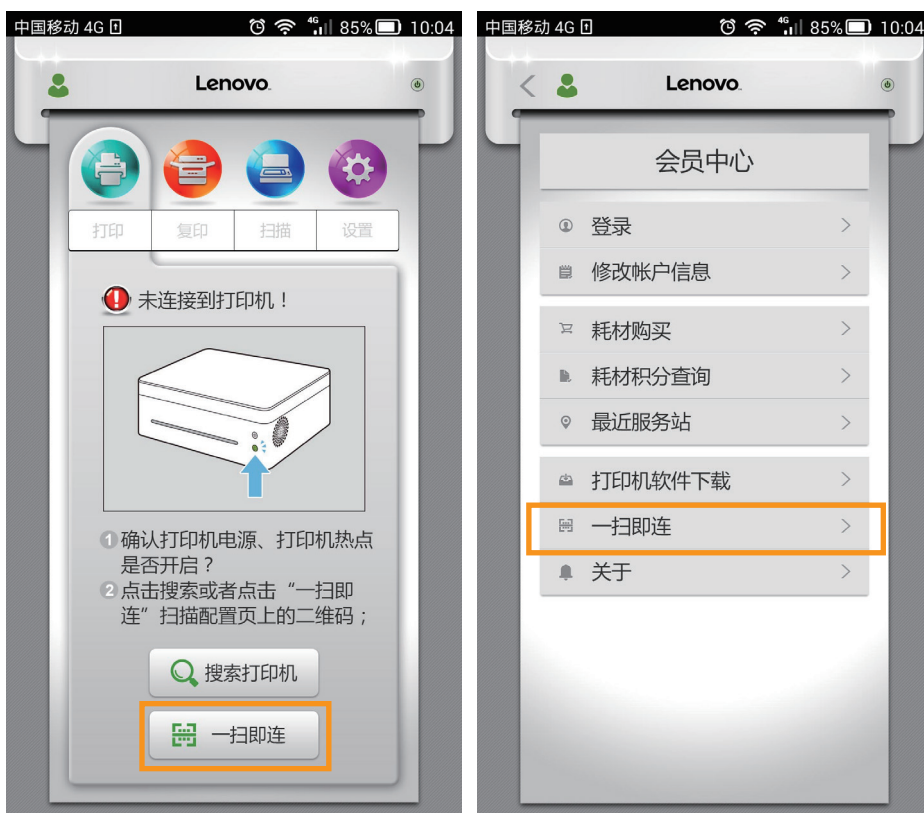 中国移动 4G 85% 10:04
Lenovo
打印 复印 扫描 设置
未连接到打印机！
1 确认打印机电源、打印机热点
是否开启？
2 点击搜索或者点击“一扫即
连”扫描配置页上的二维码；
搜索打印机
一扫即连
中国移动 4G 85% 10:04
Lenovo
会员中心
登录
修改帐户信息
耗材购买
耗材积分查询
最近服务站
打印机软件下载
一扫即连
关于